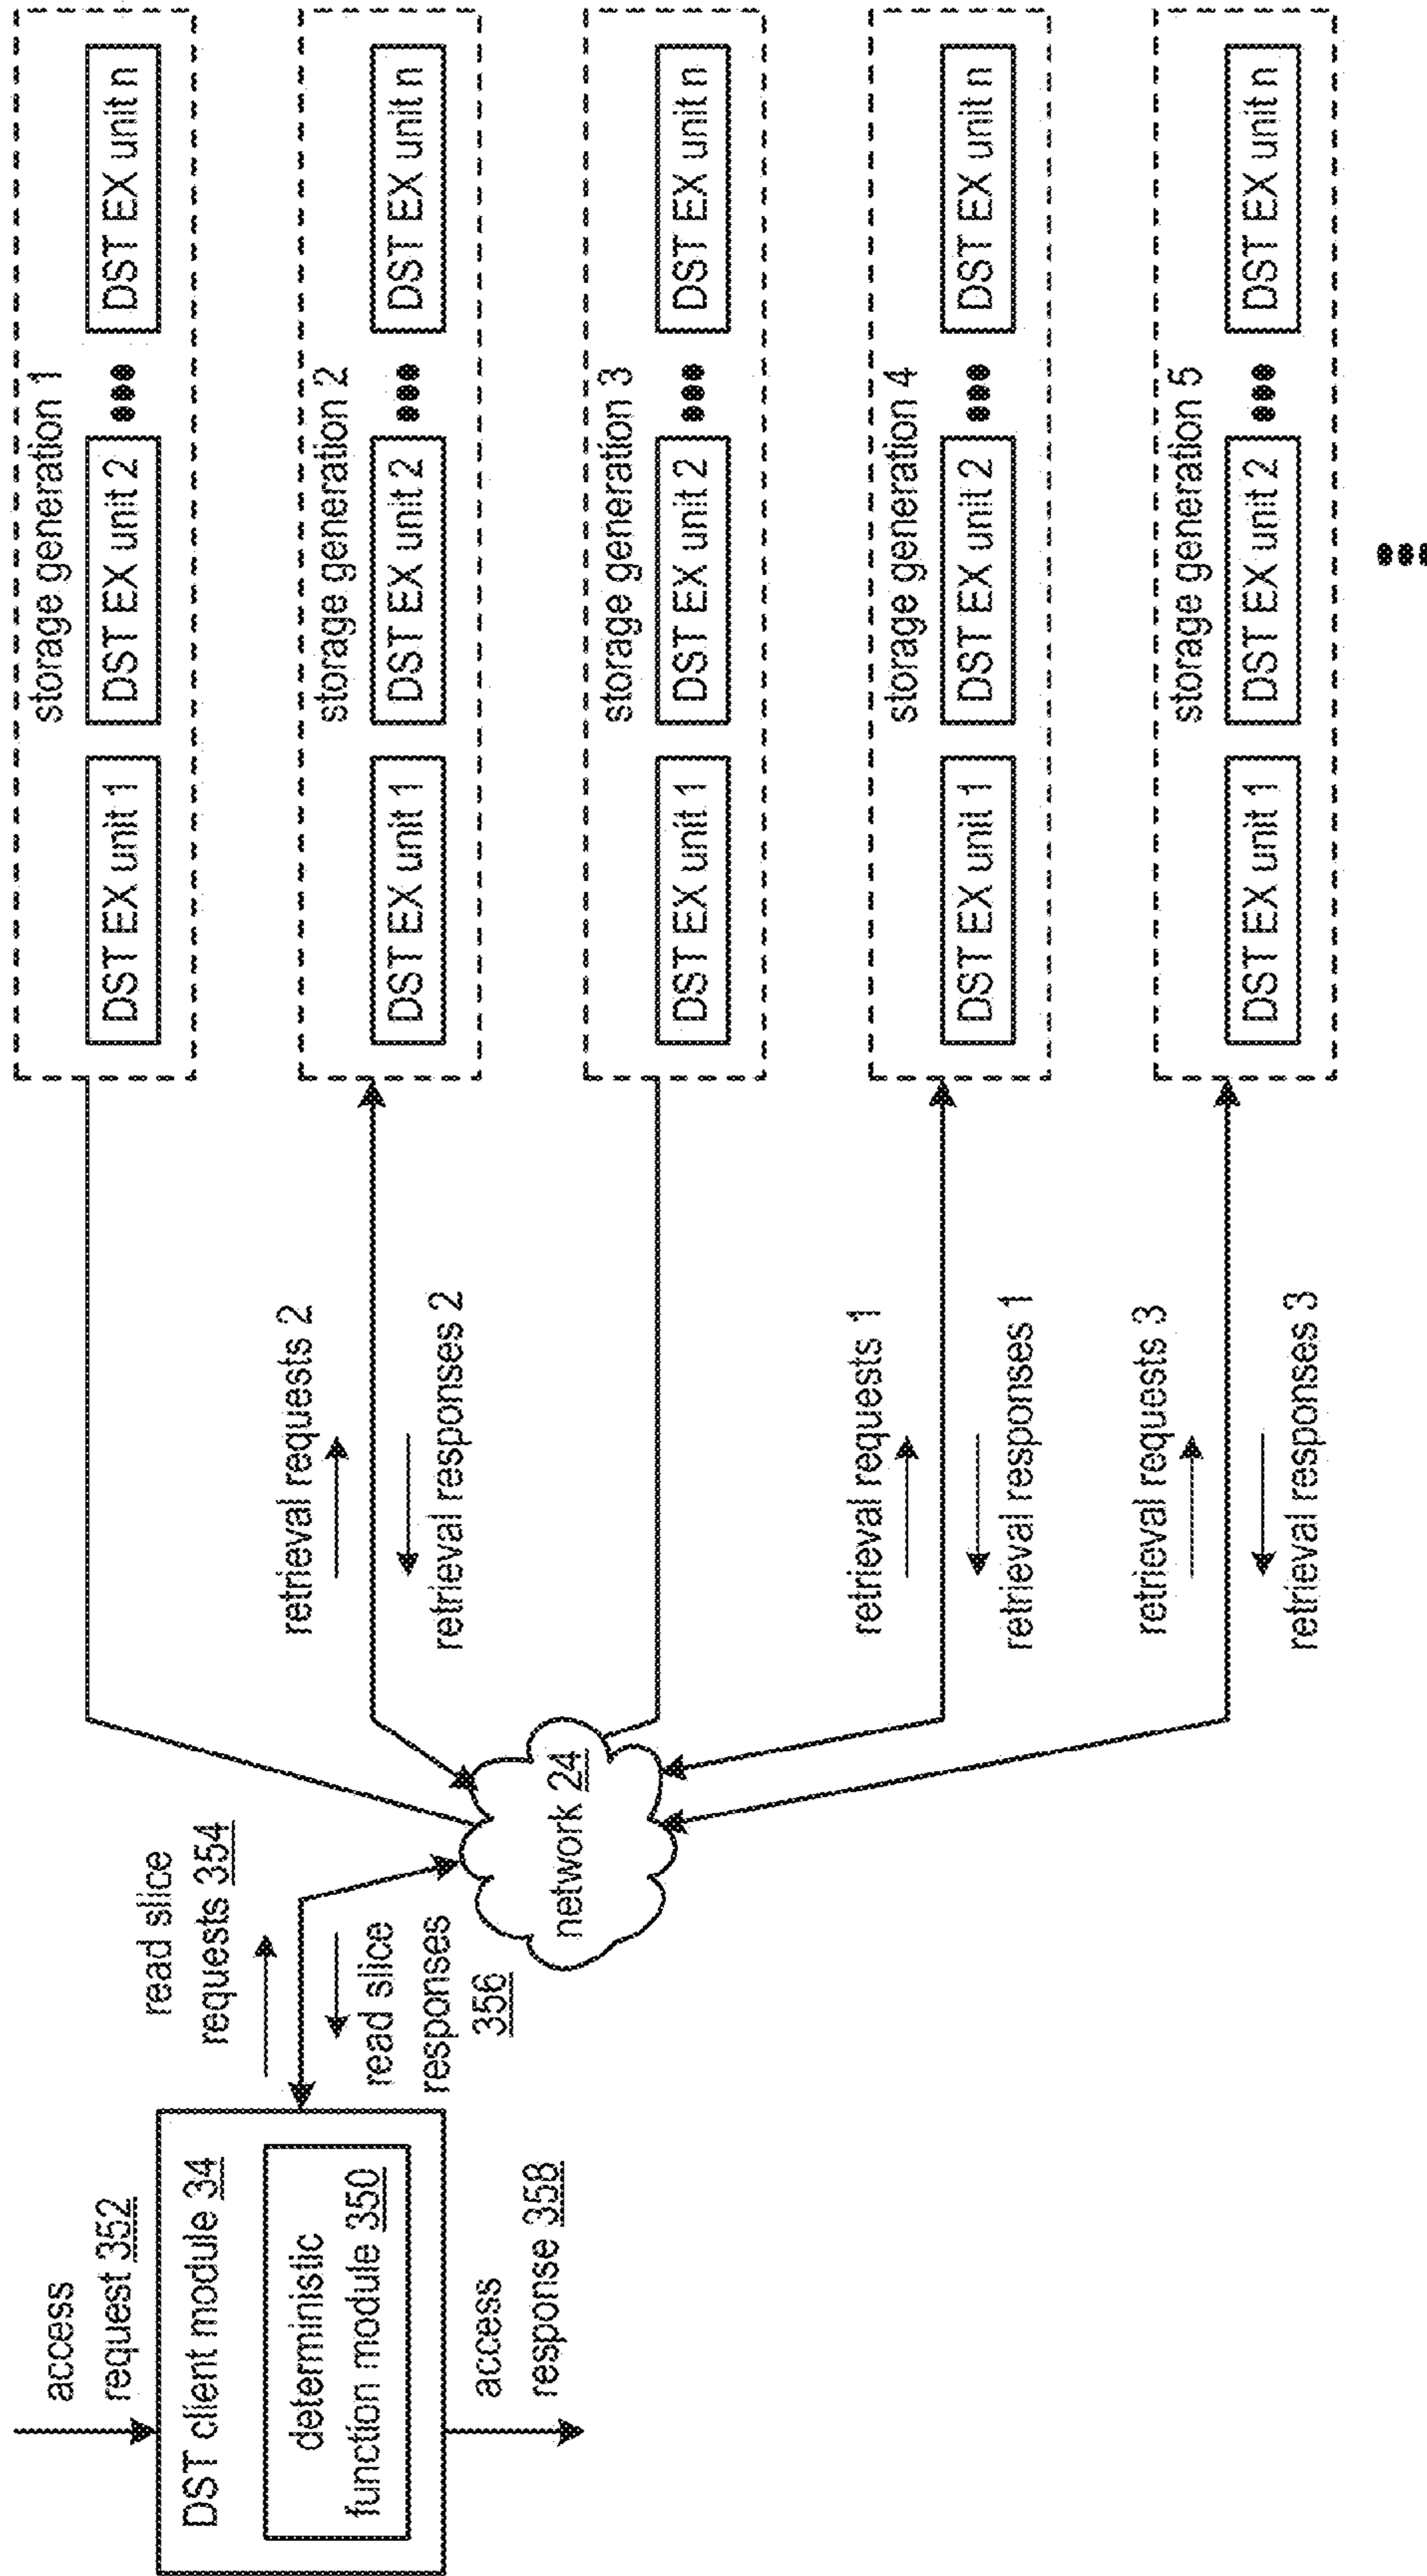 access
request 352
DST client module 34
deterministic
function module 350
access
response 358
read slice
requests 354
read slice
responses
356
network 24
retrieval requests 2
retrieval responses 2
retrieval requests 1
retrieval responses 1
retrieval requests 3
retrieval responses 3
storage generation 1
DST EX unit 1
DST EX unit 2
DST EX unit n
storage generation 2
DST EX unit 1
DST EX unit 2
DST EX unit n
storage generation 3
DST EX unit 1
DST EX unit 2
DST EX unit n
storage generation 4
DST EX unit 1
DST EX unit 2
DST EX unit n
storage generation 5
DST EX unit 1
DST EX unit 2
DST EX unit n